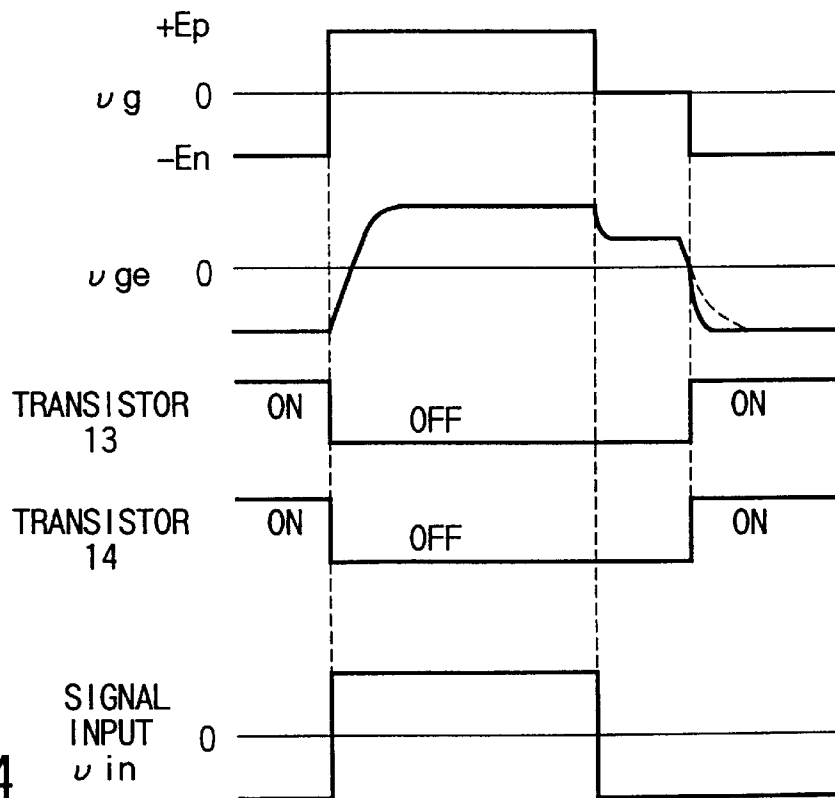 +Ep
νg 0
−En
νge 0
TRANSISTOR
13
ON OFF ON
TRANSISTOR
14
ON OFF ON
SIGNAL
INPUT
νin
0
4